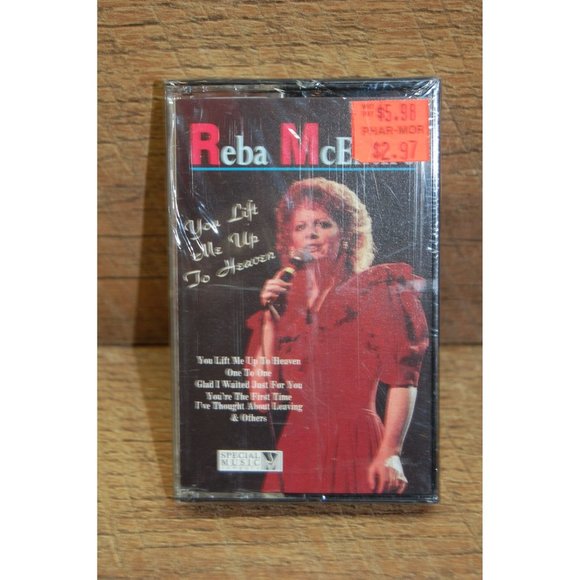 WHY
PAY $5.98
PHAR-MOR
$2.97
Reba
You Lift
Me Up
To Heaven
You Lift Me Up To Heaven
One To One
Glad I Waited Just For You
You're The First Time
I've Thought About Leaving
& Others
SPECIAL
MUSIC